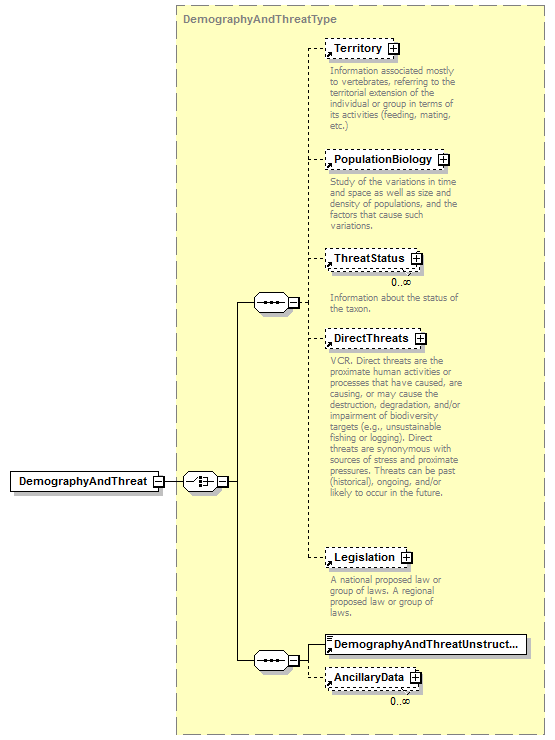 DemographyAndThreatType
Territory
Information associated mostly
to vertebrates, referring to the
territorial extension of the
individual or group in terms of
its activities (feeding, mating,
etc.)
PopulationBiology
Study of the variations in time
and space as well as size and
density of populations, and the
factors that cause such
variations.
ThreatStatus
0..∞
Information about the status of
the taxon.
DirectThreats
VCR. Direct threats are the
proximate human activities or
processes that have caused, are
causing, or may cause the
destruction, degradation, and/or
impairment of biodiversity
targets (e.g., unsustainable
fishing or logging). Direct
threats are synonymous with
sources of stress and proximate
pressures. Threats can be past
(historical), ongoing, and/or
likely to occur in the future.
DemographyAndThreat
Legislation
A national proposed law or
group of laws. A regional
proposed law or group of
laws.
DemographyAndThreatUnstruct...
AncillaryData
0..∞